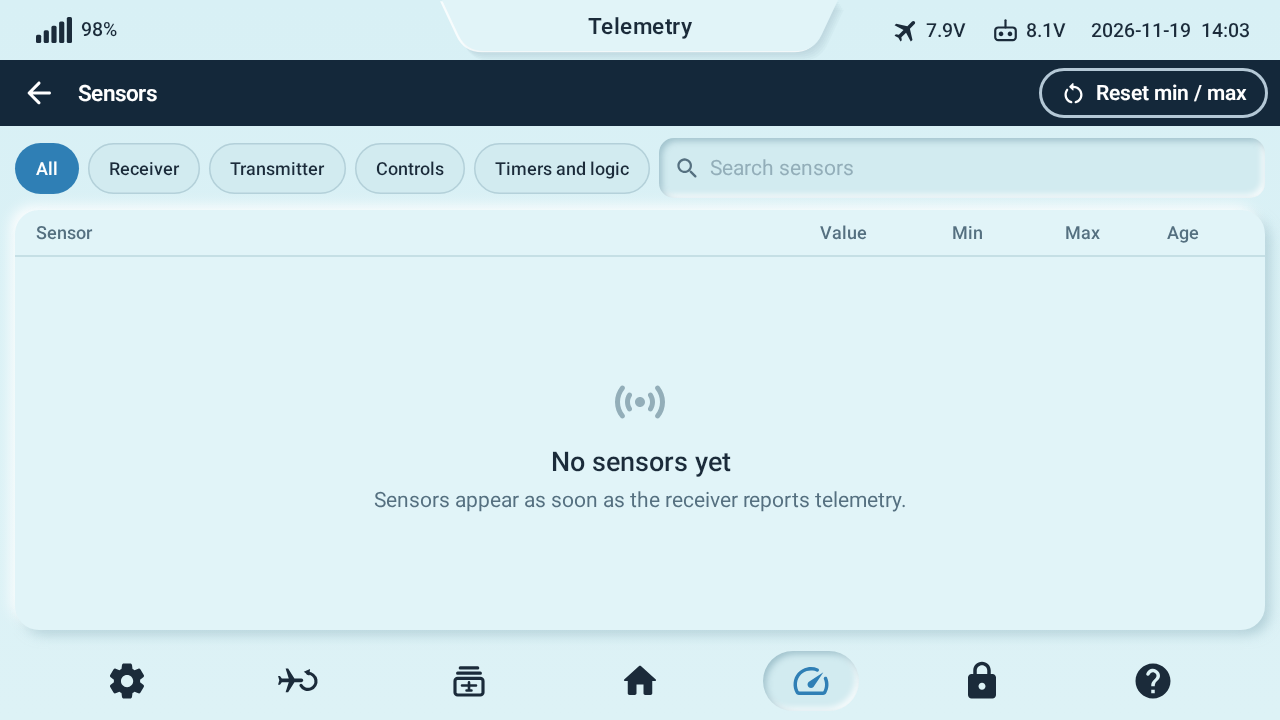 98%
Telemetry
7.9V
8.1V
2026-11-19 14:03
Sensors
Reset min / max
All
Receiver
Transmitter
Controls
Timers and logic
Search sensors
Sensor Value Min Max Age
No sensors yet
Sensors appear as soon as the receiver reports telemetry.